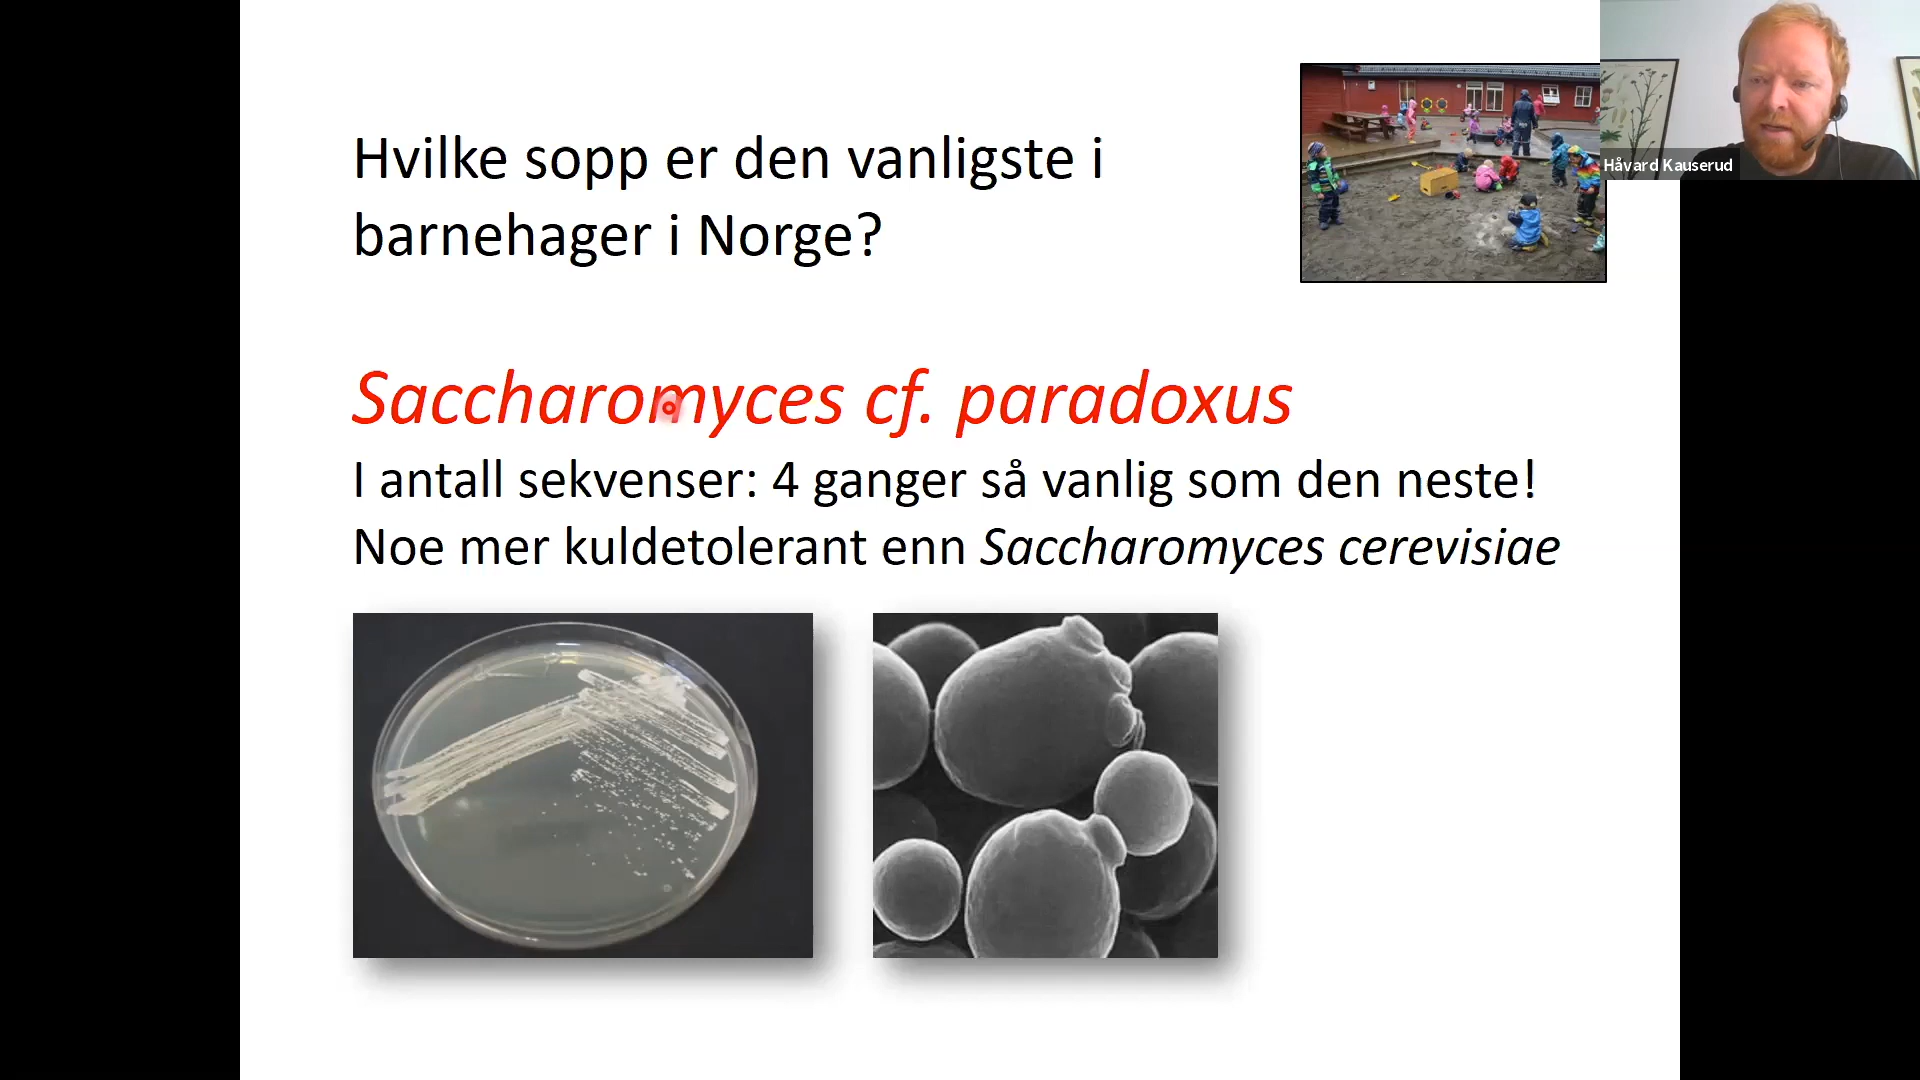 Hvilke sopp er den vanligste i
barnehager i Norge?
Håvard Kauserud
Saccharomyces cf. paradoxus
I antall sekvenser: 4 ganger så vanlig som den neste!
Noe mer kuldetolerant enn Saccharomyces cerevisiae